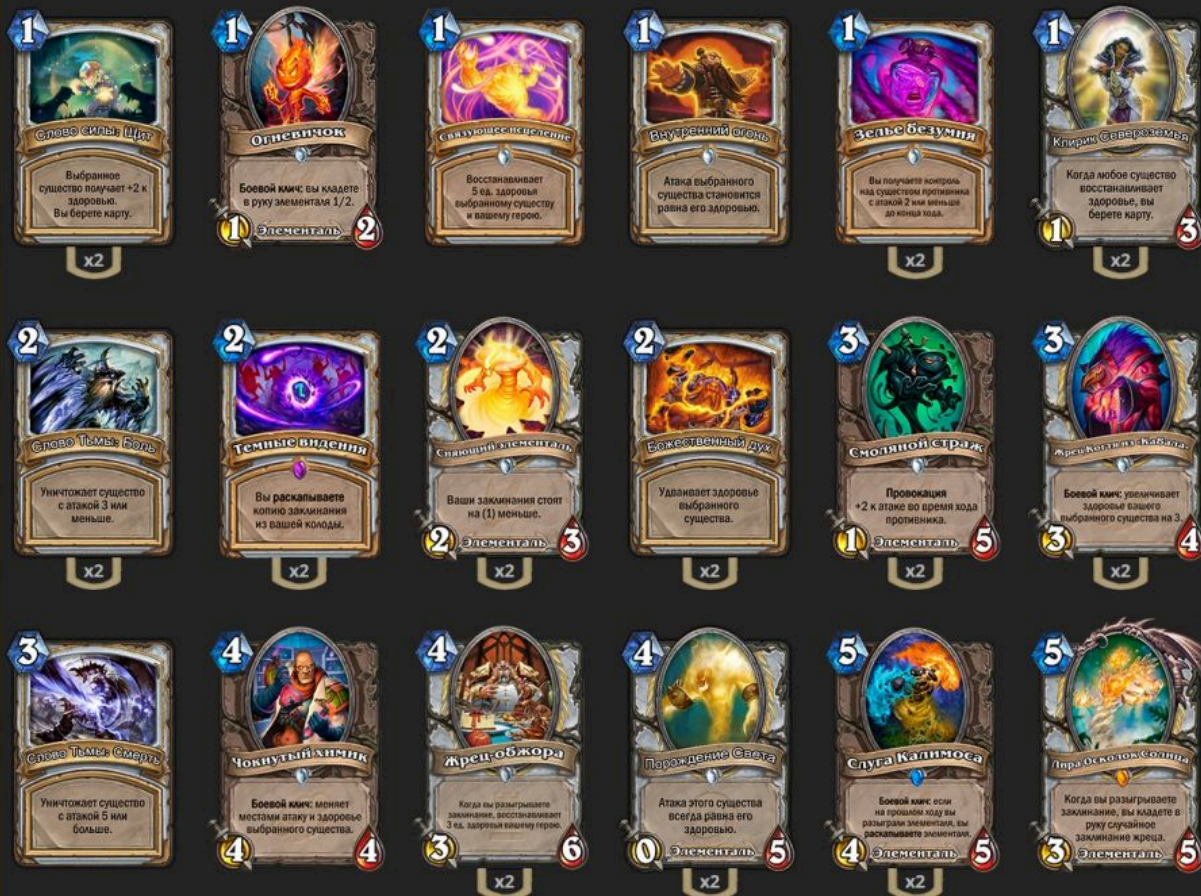 1
Слово силы: Щит
Выбранное
существо получает +2 к
здоровью.
Вы берете карту.
x2
1
Огневичок
Боевой клич: вы кладете
в руку элементаля 1/2.
1
Элементаль
2
1
Связующее исцеление
Восстанавливает
5 ед. здоровья
выбранному существу
и вашему герою.
1
Внутренний огонь
Атака выбранного
существа становится
равна его здоровью.
1
Зелье безумия
Вы получаете контроль
над существом противника
с атакой 2 или меньше
до конца хода.
x2
1
Клирик Североземья
Когда любое существо
восстанавливает
здоровье, вы
берете карту.
1
3
x2
2
Слово Тьмы: Боль
Уничтожает существо
с атакой 3 или
меньше.
x2
2
Темные видения
Вы раскапываете
копию заклинания
из вашей колоды.
x2
2
Сияющий элементаль
Ваши заклинания стоят
на (1) меньше.
2
Элементаль
3
x2
2
Божественный дух
Удваивает здоровье
выбранного
существа.
x2
3
Смоляной страж
Провокация
+2 к атаке во время хода
противника.
1
Элементаль
5
x2
3
Жрец Когтя из «Кабала»
Боевой клич: увеличивает
здоровье вашего
выбранного существа на 3.
3
4
x2
3
Слово Тьмы: Смерть
Уничтожает существо
с атакой 5 или
больше.
4
Чокнутый химик
Боевой клич: меняет
местами атаку и здоровье
выбранного существа.
4
4
4
Жрец-обжора
Когда вы разыгрываете
заклинание, восстанавливает
3 ед. здоровья вашему герою.
3
6
x2
4
Порождение Света
Атака этого существа
всегда равна его
здоровью.
0
Элементаль
5
x2
5
Слуга Калимоса
Боевой клич: если
на прошлом ходу вы
разыграли элементаля, вы
раскапываете элементаля.
4
Элементаль
5
x2
5
Лира Осколок Солнца
Когда вы разыгрываете
заклинание, вы кладете в
руку случайное
заклинание жреца.
3
Элементаль
5